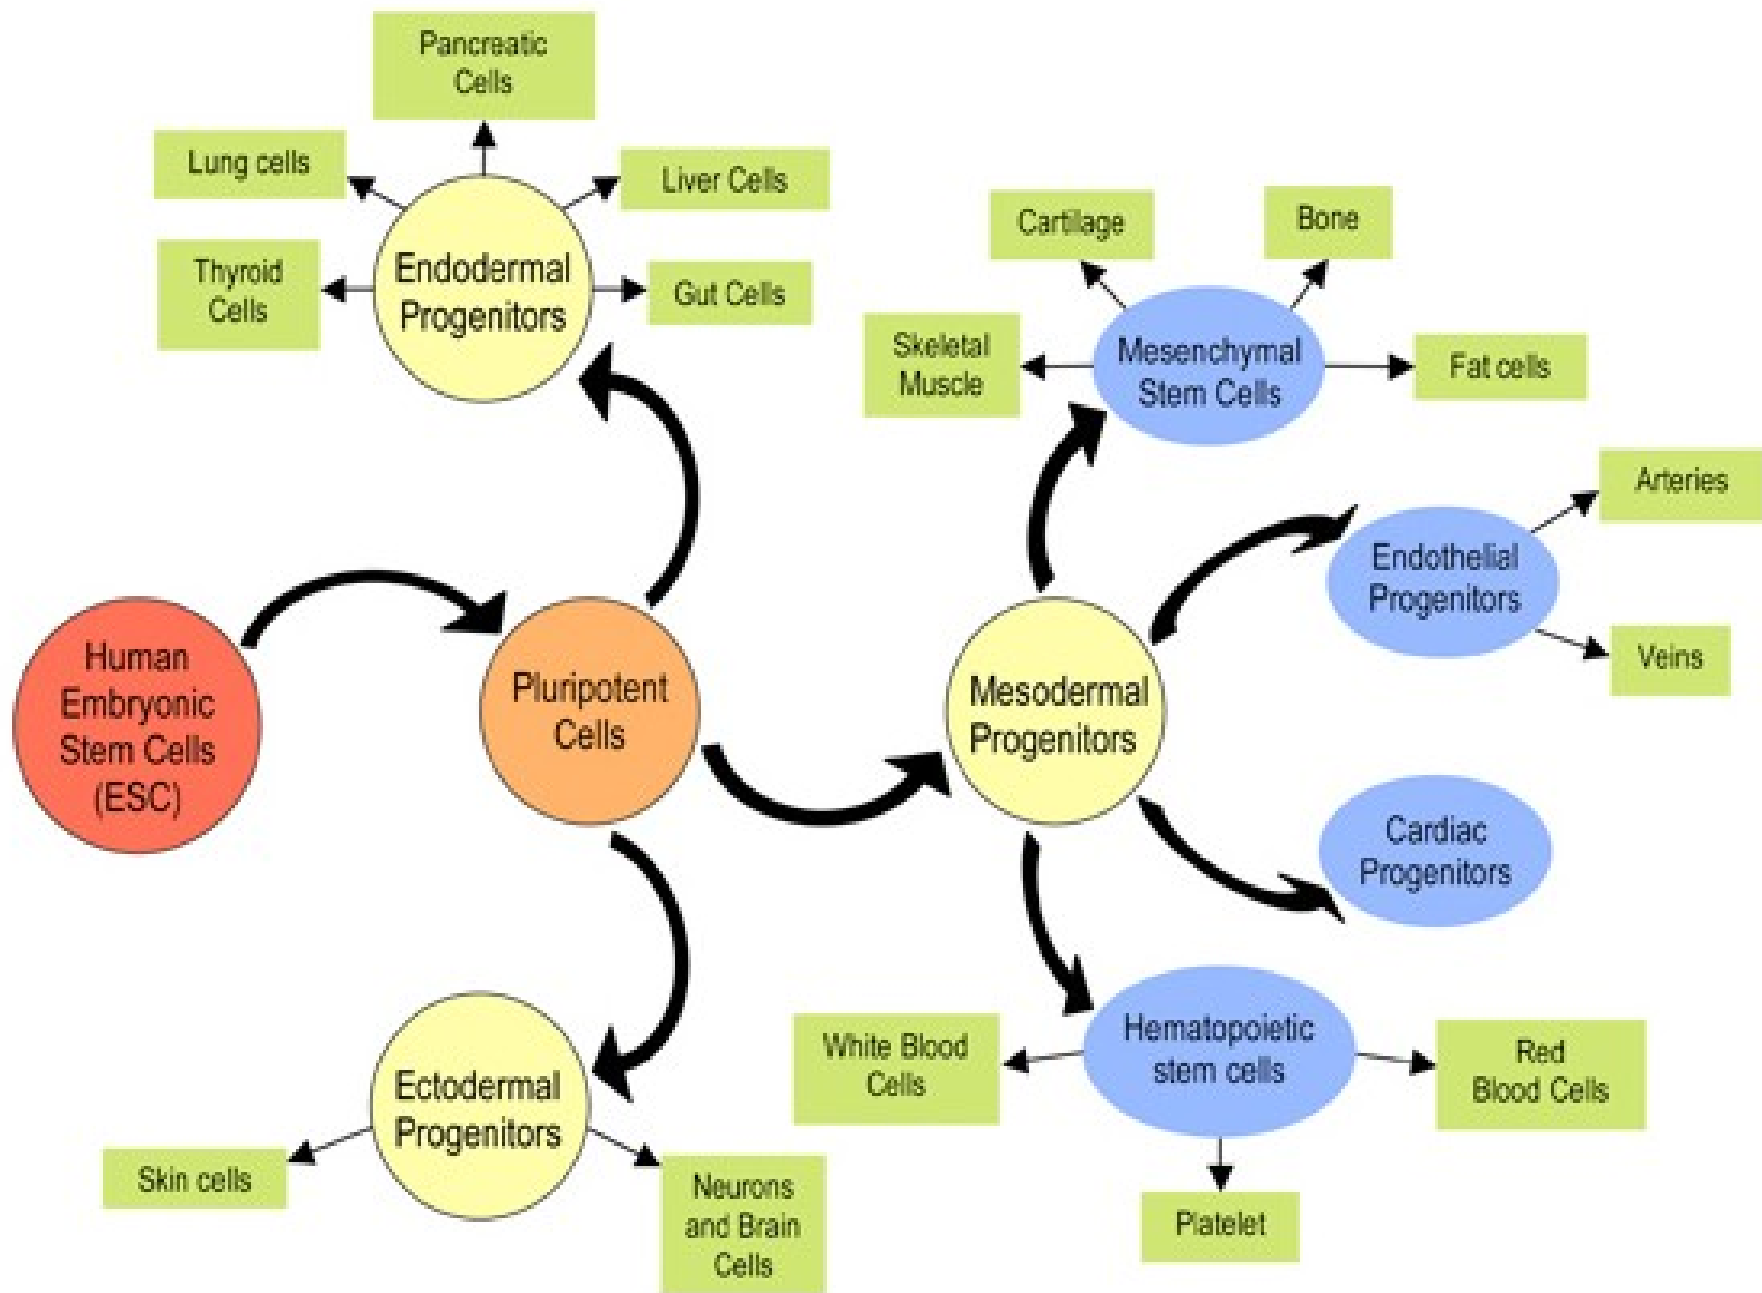 Pancreatic
Cells
Lung cells
Liver Cells
Thyroid
Cells
Endodermal
Progenitors
Gut Cells
Cartilage
Bone
Skeletal
Muscle
Mesenchymal
Stem Cells
Fat cells
Arteries
Endothelial
Progenitors
Veins
Human
Embryonic
Stem Cells
(ESC)
Pluripotent
Cells
Mesodermal
Progenitors
Cardiac
Progenitors
Hematopoietic
stem cells
White Blood
Cells
Red
Blood Cells
Platelet
Ectodermal
Progenitors
Skin cells
Neurons
and Brain
Cells